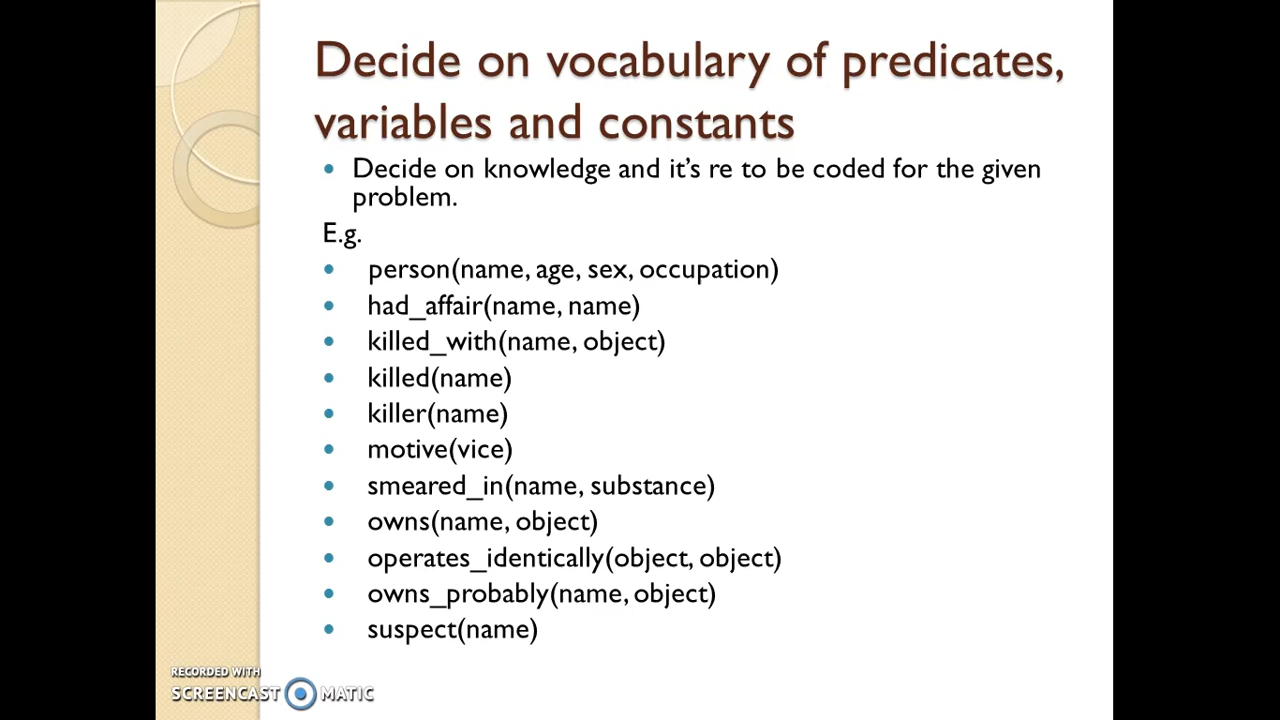 Decide on vocabulary of predicates,
variables and constants
• Decide on knowledge and it's re to be coded for the given
problem.
E.g.
• person(name, age, sex, occupation)
• had_affair(name, name)
• killed_with(name, object)
• killed(name)
• killer(name)
• motive(vice)
• smeared_in(name, substance)
• owns(name, object)
• operates_identically(object, object)
• owns_probably(name, object)
• suspect(name)
RECORDED WITH
SCREENCAST MATIC